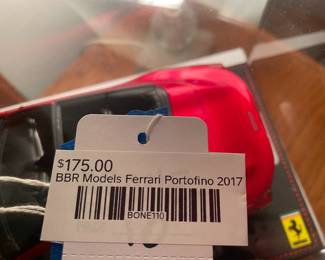 $175.00
BBR Models Ferrari Portofino 2017
BONE110